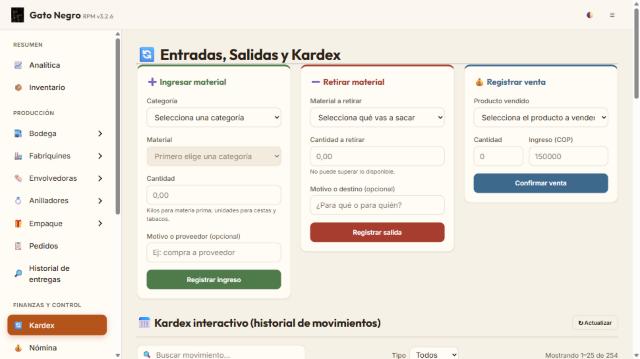 Gato Negro RPM v3.2.6
RESUMEN
Analítica
Inventario
PRODUCCIÓN
Bodega
Fabriquines
Envolvedoras
Anilladores
Empaque
Pedidos
Historial de
entregas
FINANZAS Y CONTROL
Kardex
Nómina
Entradas, Salidas y Kardex
Ingresar material
Categoría
Selecciona una categoría
Material
Primero elige una categoría
Cantidad
0,00
Kilos para materia prima, unidades para cestas y
tabacos.
Motivo o proveedor (opcional)
Ej: compra a proveedor
Registrar ingreso
Retirar material
Material a retirar
Selecciona qué vas a sacar
Cantidad a retirar
0,00
No puede superar lo disponible.
Motivo o destino (opcional)
¿Para qué o para quién?
Registrar salida
Registrar venta
Producto vendido
Selecciona el producto a vender
Cantidad Ingreso (COP)
0 150000
Confirmar venta
Kardex interactivo (historial de movimientos)
↻ Actualizar
Buscar movimiento...
Tipo Todos
Mostrando 1–25 de 254